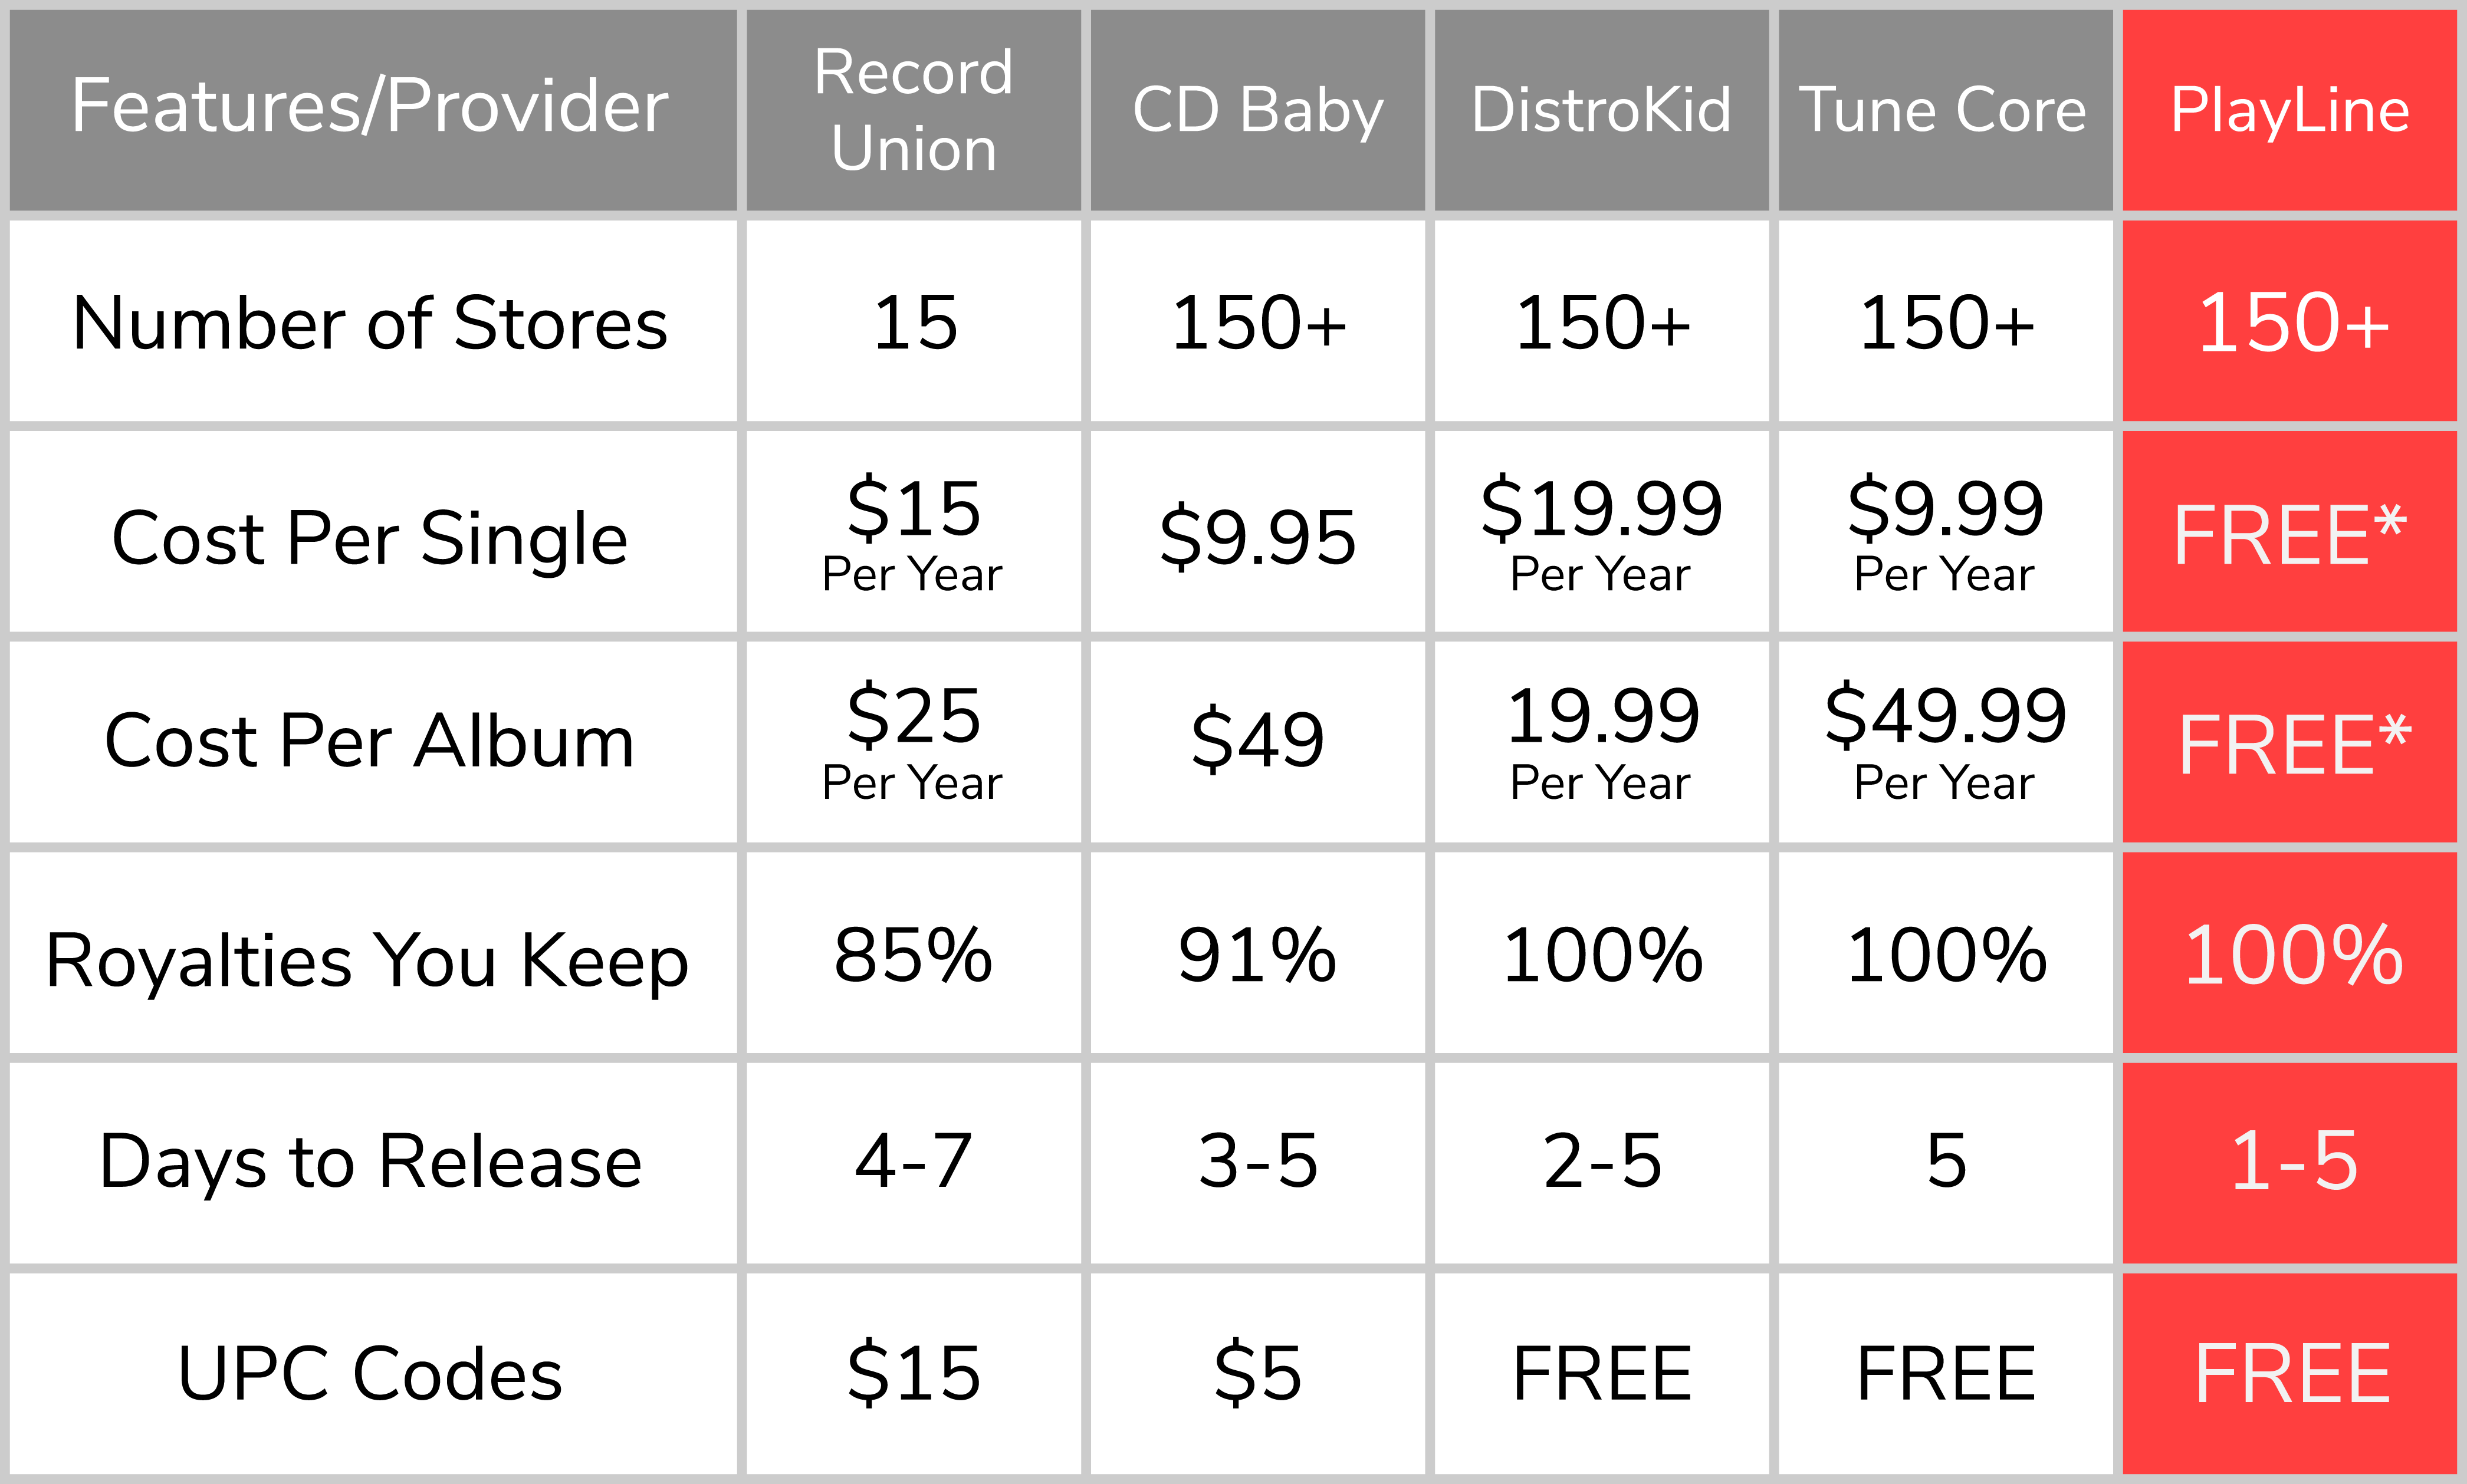 Features/Provider Record Union CD Baby DistroKid Tune Core PlayLine
Number of Stores 15 150+ 150+ 150+ 150+
Cost Per Single $15 Per Year $9.95 $19.99 Per Year $9.99 Per Year FREE*
Cost Per Album $25 Per Year $49 19.99 Per Year $49.99 Per Year FREE*
Royalties You Keep 85% 91% 100% 100% 100%
Days to Release 4-7 3-5 2-5 5 1-5
UPC Codes $15 $5 FREE FREE FREE